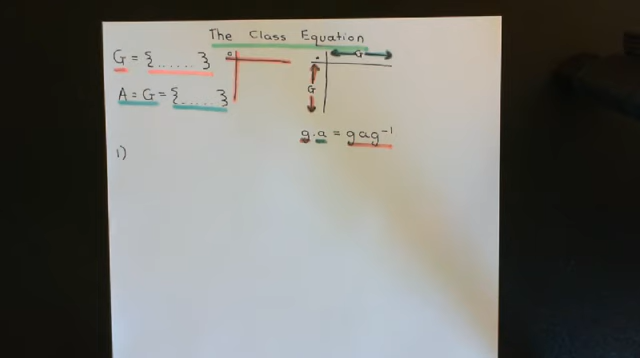 The Class Equation
G = {......}
A = G = {.....}
G
G
g.a = gag⁻¹
1)